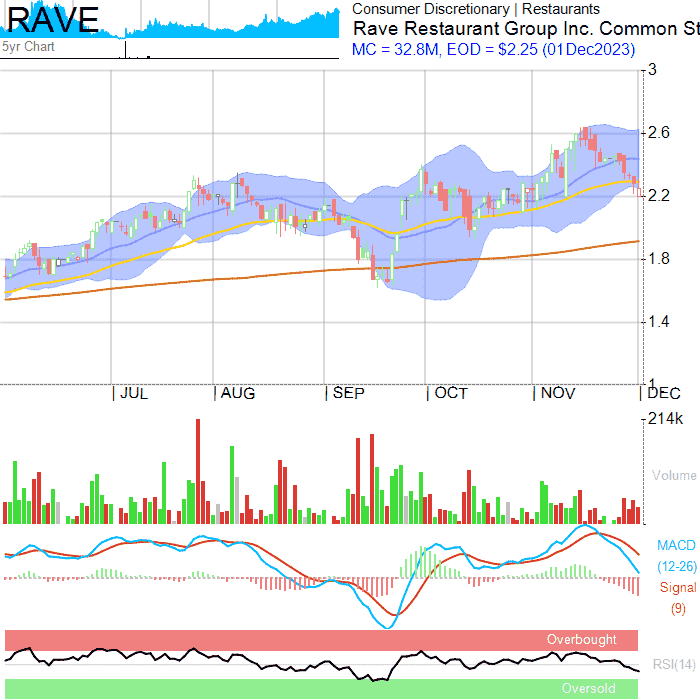 RAVE
5yr Chart
Consumer Discretionary | Restaurants
Rave Restaurant Group Inc. Common St
MC = 32.8M, EOD = $2.25 (01Dec2023)
3
2.6
2.2
1.8
1.4
1
JUL
AUG
SEP
OCT
NOV
DEC
214k
Volume
MACD
(12-26)
Signal
(9)
Overbought
RSI(14)
Oversold